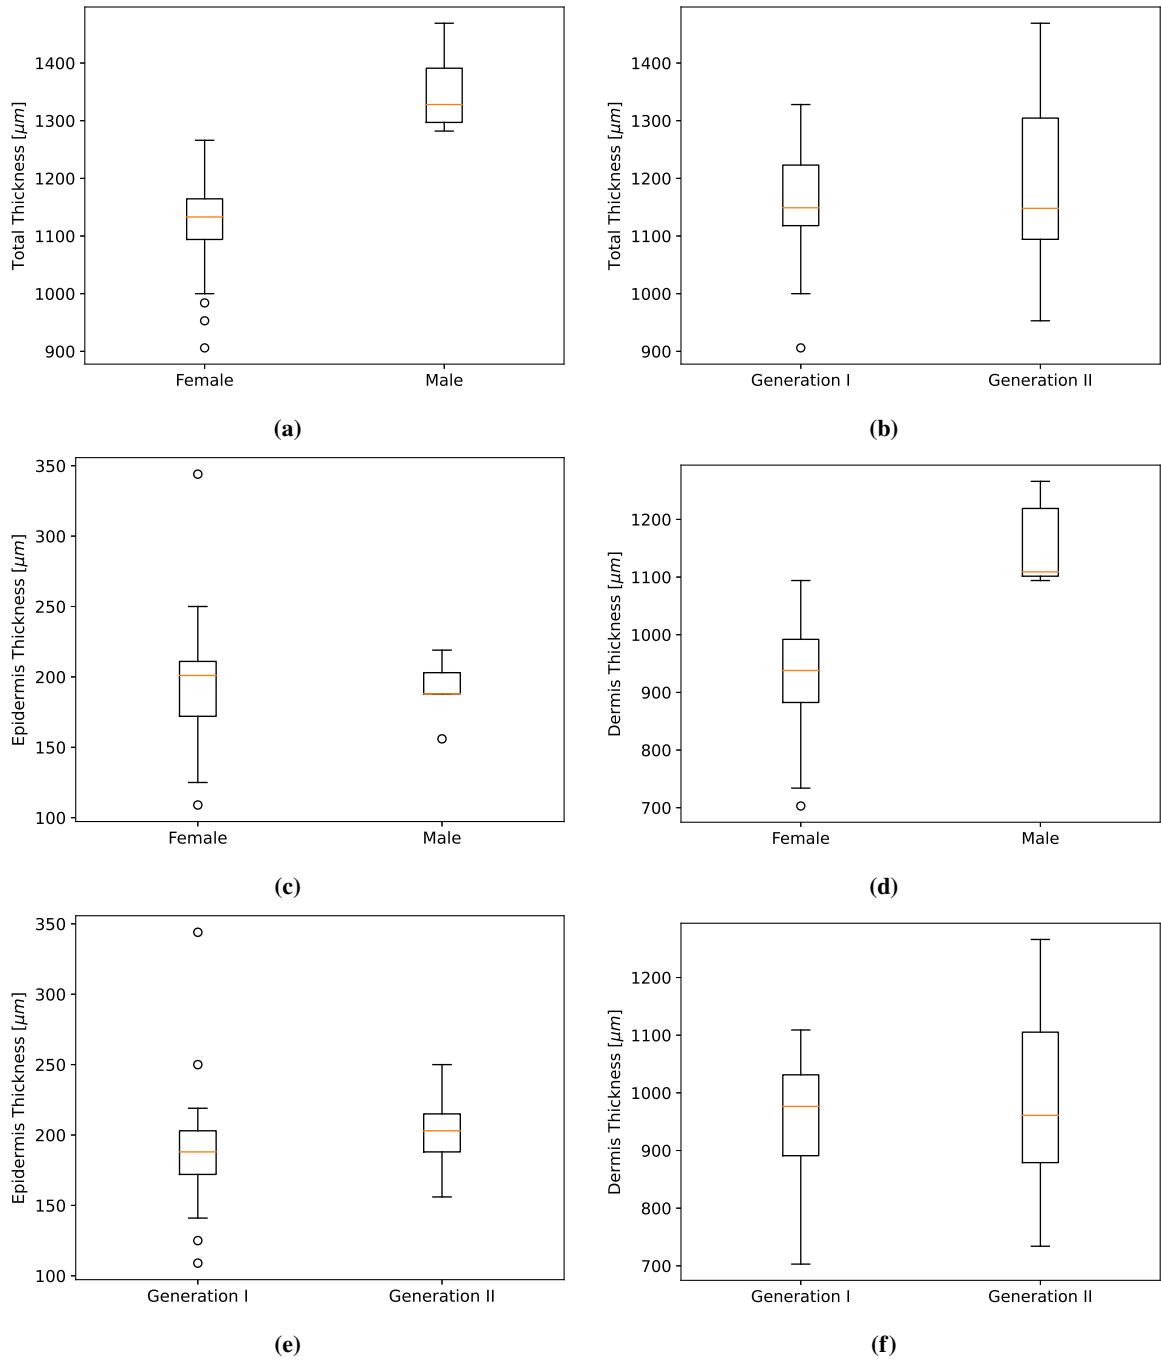 Total Thickness [μm]
1400
1300
1200
1100
1000
900
Female
Male
(a)
Total Thickness [μm]
1400
1300
1200
1100
1000
900
Generation I
Generation II
(b)
Epidermis Thickness [μm]
350
300
250
200
150
100
Female
Male
(c)
Dermis Thickness [μm]
1200
1100
1000
900
800
700
Female
Male
(d)
Epidermis Thickness [μm]
350
300
250
200
150
100
Generation I
Generation II
(e)
Dermis Thickness [μm]
1200
1100
1000
900
800
700
Generation I
Generation II
(f)